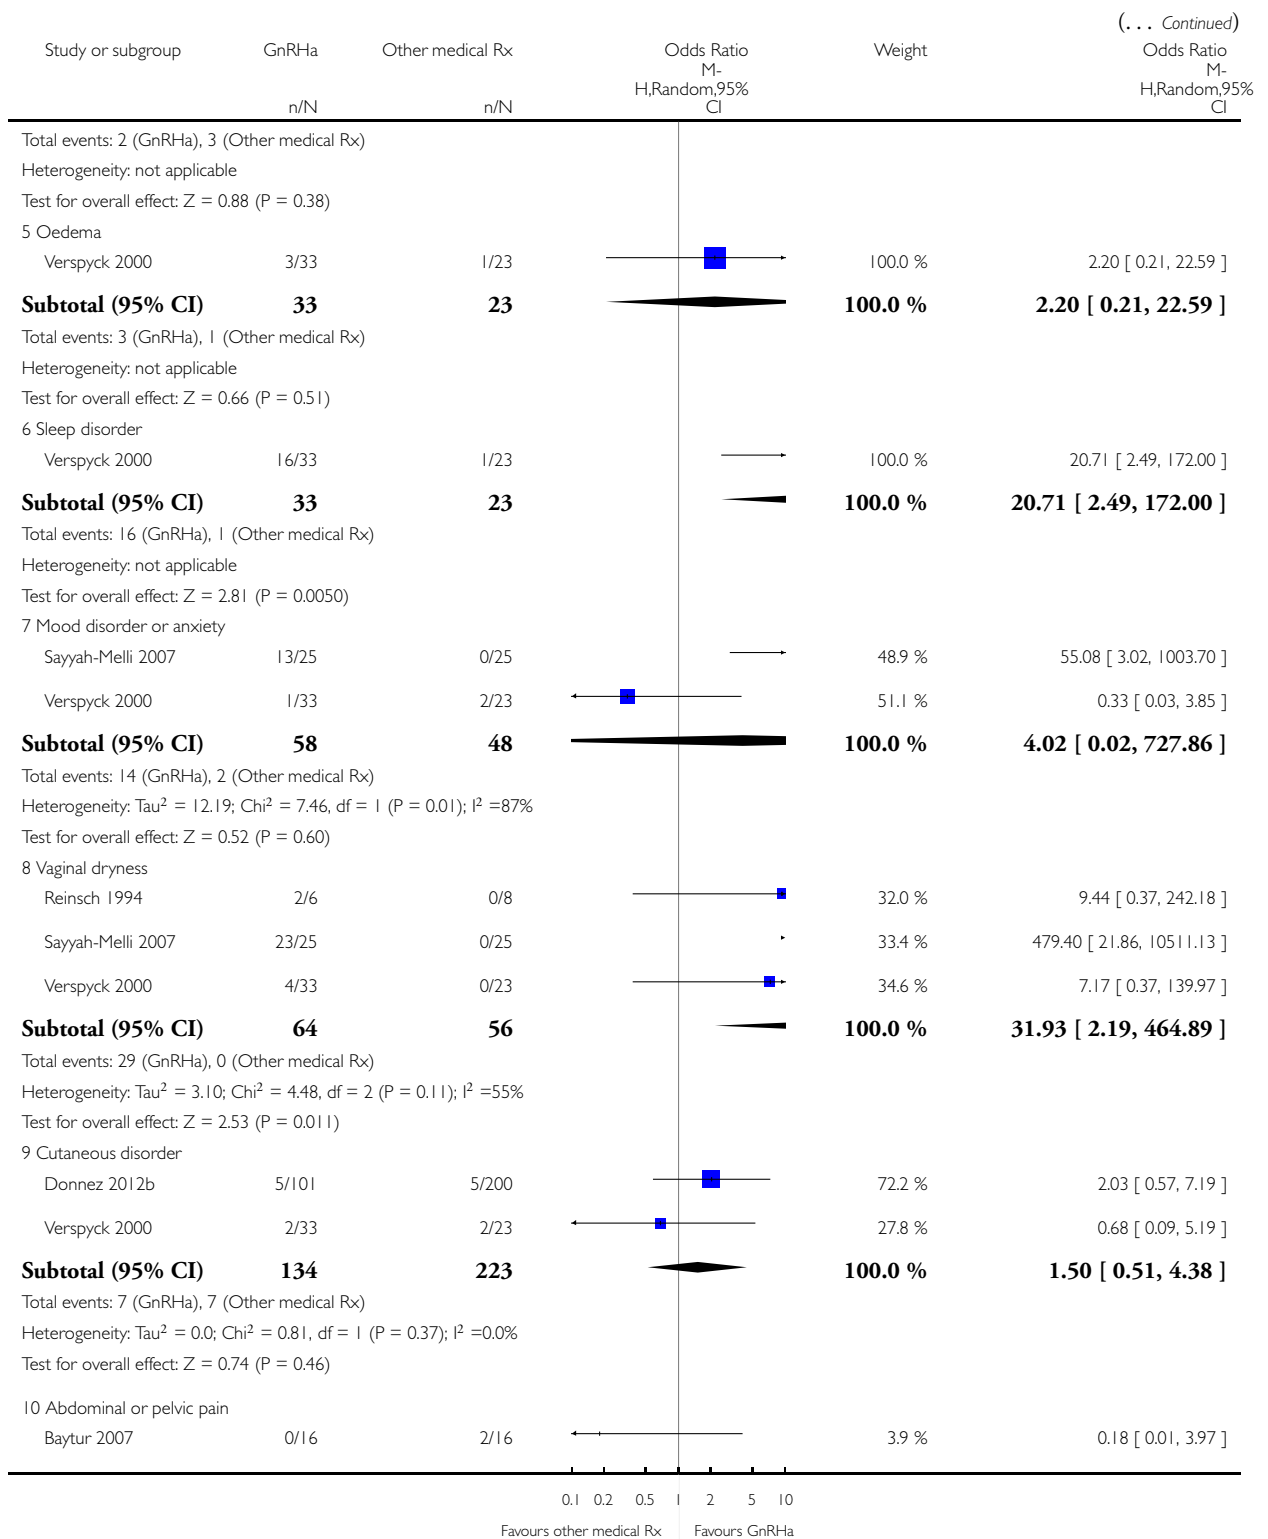 (... Continued)
Study or subgroup GnRHa Other medical Rx Odds Ratio Weight Odds Ratio
M- M-
H,Random,95% H,Random,95%
n/N n/N CI CI
Total events: 2 (GnRHa), 3 (Other medical Rx)
Heterogeneity: not applicable
Test for overall effect: Z = 0.88 (P = 0.38)
5 Oedema
Verspyck 2000 3/33 1/23 100.0 % 2.20 [ 0.21, 22.59 ]
Subtotal (95% CI) 33 23 100.0 % 2.20 [ 0.21, 22.59 ]
Total events: 3 (GnRHa), 1 (Other medical Rx)
Heterogeneity: not applicable
Test for overall effect: Z = 0.66 (P = 0.51)
6 Sleep disorder
Verspyck 2000 16/33 1/23 100.0 % 20.71 [ 2.49, 172.00 ]
Subtotal (95% CI) 33 23 100.0 % 20.71 [ 2.49, 172.00 ]
Total events: 16 (GnRHa), 1 (Other medical Rx)
Heterogeneity: not applicable
Test for overall effect: Z = 2.81 (P = 0.0050)
7 Mood disorder or anxiety
Sayyah-Melli 2007 13/25 0/25 48.9 % 55.08 [ 3.02, 1003.70 ]
Verspyck 2000 1/33 2/23 51.1 % 0.33 [ 0.03, 3.85 ]
Subtotal (95% CI) 58 48 100.0 % 4.02 [ 0.02, 727.86 ]
Total events: 14 (GnRHa), 2 (Other medical Rx)
Heterogeneity: Tau² = 12.19; Chi² = 7.46, df = 1 (P = 0.01); I² =87%
Test for overall effect: Z = 0.52 (P = 0.60)
8 Vaginal dryness
Reinsch 1994 2/6 0/8 32.0 % 9.44 [ 0.37, 242.18 ]
Sayyah-Melli 2007 23/25 0/25 33.4 % 479.40 [ 21.86, 10511.13 ]
Verspyck 2000 4/33 0/23 34.6 % 7.17 [ 0.37, 139.97 ]
Subtotal (95% CI) 64 56 100.0 % 31.93 [ 2.19, 464.89 ]
Total events: 29 (GnRHa), 0 (Other medical Rx)
Heterogeneity: Tau² = 3.10; Chi² = 4.48, df = 2 (P = 0.11); I² =55%
Test for overall effect: Z = 2.53 (P = 0.011)
9 Cutaneous disorder
Donnez 2012b 5/101 5/200 72.2 % 2.03 [ 0.57, 7.19 ]
Verspyck 2000 2/33 2/23 27.8 % 0.68 [ 0.09, 5.19 ]
Subtotal (95% CI) 134 223 100.0 % 1.50 [ 0.51, 4.38 ]
Total events: 7 (GnRHa), 7 (Other medical Rx)
Heterogeneity: Tau² = 0.0; Chi² = 0.81, df = 1 (P = 0.37); I² =0.0%
Test for overall effect: Z = 0.74 (P = 0.46)
10 Abdominal or pelvic pain
Baytur 2007 0/16 2/16 3.9 % 0.18 [ 0.01, 3.97 ]
0.1 0.2 0.5 1 2 5 10
Favours other medical Rx Favours GnRHa